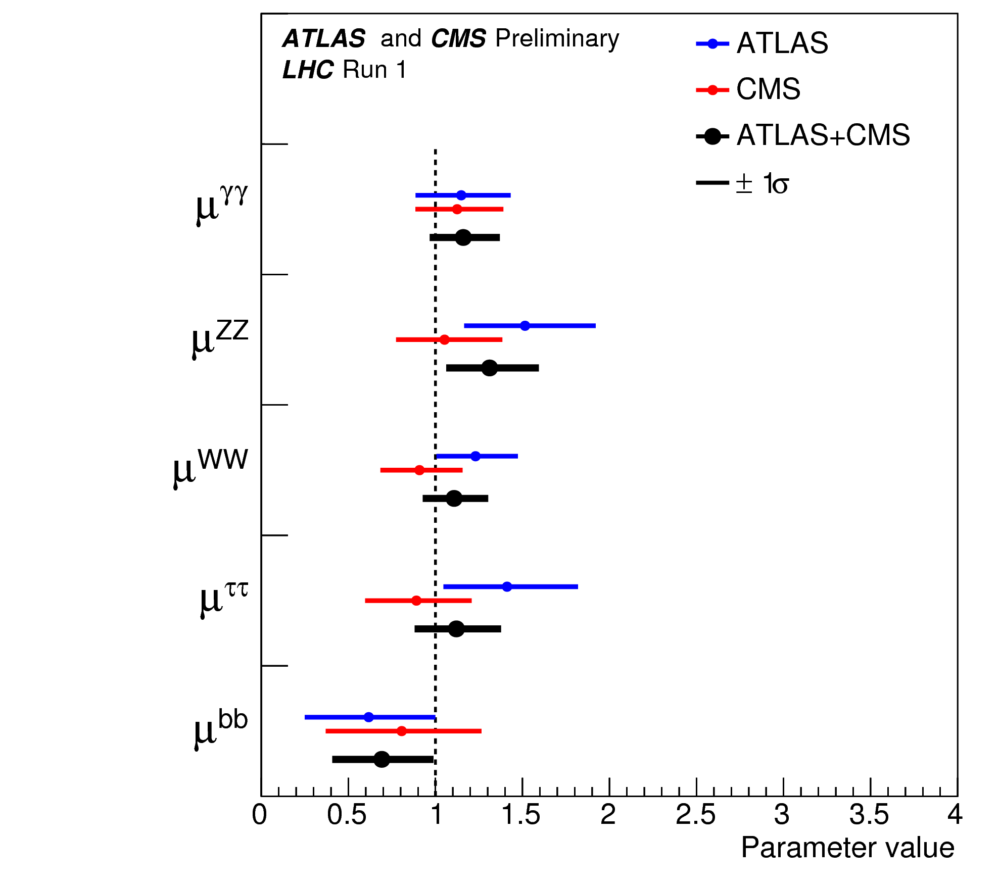 ATLAS and CMS Preliminary
LHC Run 1
ATLAS
CMS
ATLAS+CMS
± 1σ
μ^γγ
μ^ZZ
μ^WW
μ^ττ
μ^bb
0 0.5 1 1.5 2 2.5 3 3.5 4
Parameter value